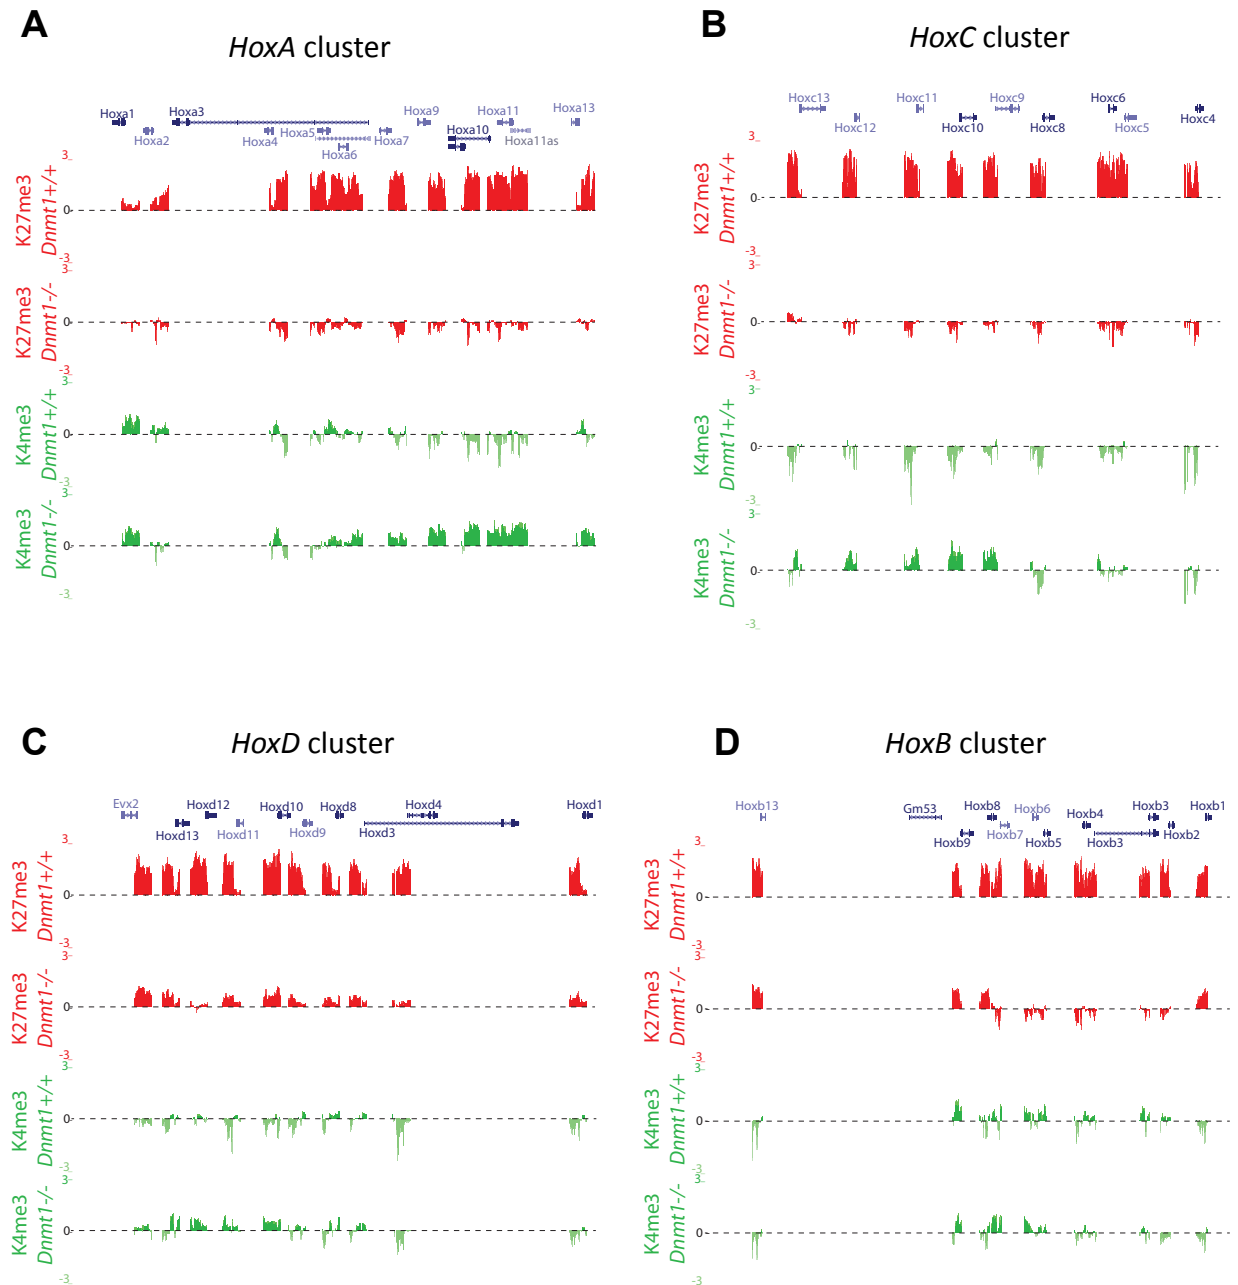 A
HoxA cluster
Hoxa1
Hoxa3
Hoxa9
Hoxa11
Hoxa13
Hoxa2
Hoxa4
Hoxa5
Hoxa6
Hoxa7
Hoxa10
Hoxa11as
K27me3
Dnmt1+/+
3
0
-3
K27me3
Dnmt1-/-
3
0
-3
K4me3
Dnmt1+/+
3
0
-3
K4me3
Dnmt1-/-
3
0
-3
B
HoxC cluster
Hoxc13
Hoxc11
Hoxc9
Hoxc6
Hoxc4
Hoxc12
Hoxc10
Hoxc8
Hoxc5
K27me3
Dnmt1+/+
3
0
-3
K27me3
Dnmt1-/-
3
0
-3
K4me3
Dnmt1+/+
3
0
-3
K4me3
Dnmt1-/-
3
0
-3
C
HoxD cluster
Evx2
Hoxd12
Hoxd10
Hoxd8
Hoxd4
Hoxd1
Hoxd13
Hoxd11
Hoxd9
Hoxd3
K27me3
Dnmt1+/+
3
0
-3
K27me3
Dnmt1-/-
3
0
-3
K4me3
Dnmt1+/+
3
0
-3
K4me3
Dnmt1-/-
3
0
-3
D
HoxB cluster
Hoxb13
Gm53
Hoxb8
Hoxb6
Hoxb4
Hoxb3
Hoxb1
Hoxb9
Hoxb7
Hoxb5
Hoxb3
Hoxb2
K27me3
Dnmt1+/+
3
0
-3
K27me3
Dnmt1-/-
3
0
-3
K4me3
Dnmt1+/+
3
0
-3
K4me3
Dnmt1-/-
3
0
-3